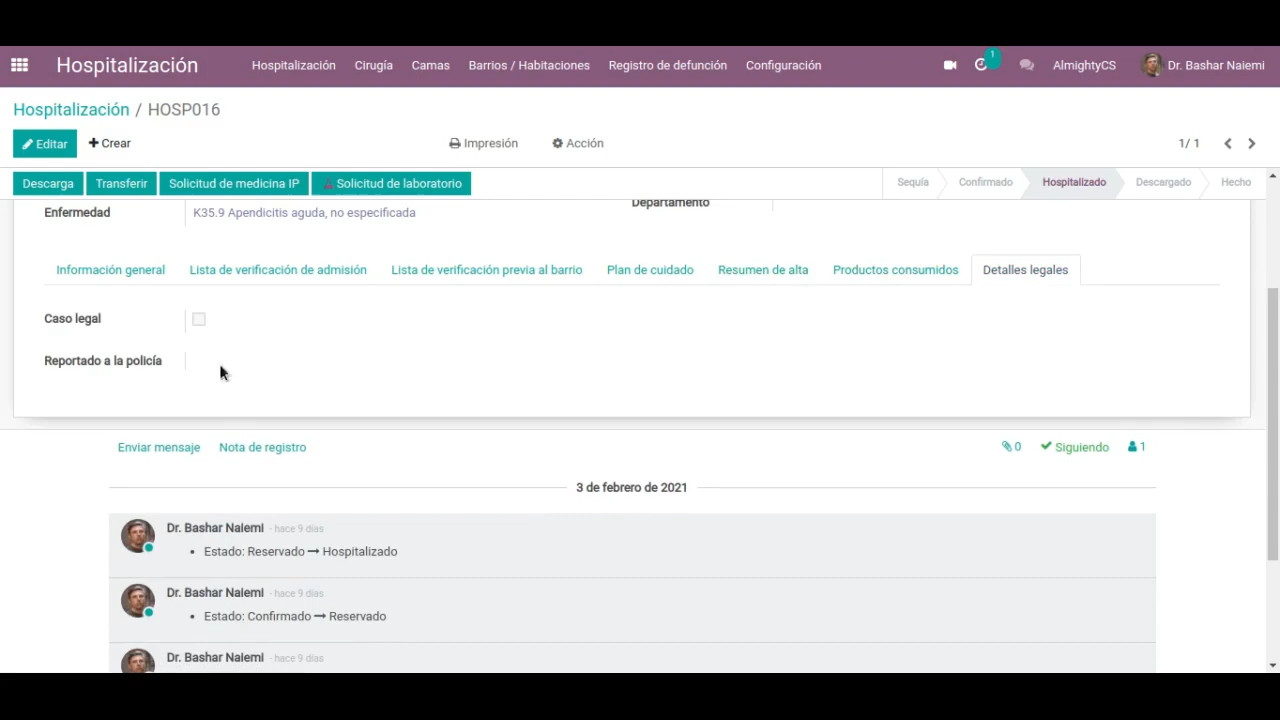 Hospitalización Hospitalización Cirugía Camas Barrios / Habitaciones Registro de defunción Configuración 1 AlmightyCS Dr. Bashar Naiemi
Hospitalización / HOSP016
Editar Crear Impresión Acción 1/ 1
Descarga Transferir Solicitud de medicina IP Solicitud de laboratorio Sequía Confirmado Hospitalizado Descargado Hecho
Enfermedad K35.9 Apendicitis aguda, no especificada Departamento
Información general Lista de verificación de admisión Lista de verificación previa al barrio Plan de cuidado Resumen de alta Productos consumidos Detalles legales
Caso legal
Reportado a la policía
Enviar mensaje Nota de registro 0 Siguiendo 1
3 de febrero de 2021
Dr. Bashar Naiemi - hace 9 días
• Estado: Reservado → Hospitalizado
Dr. Bashar Naiemi - hace 9 días
• Estado: Confirmado → Reservado
Dr. Bashar Naiemi - hace 9 días